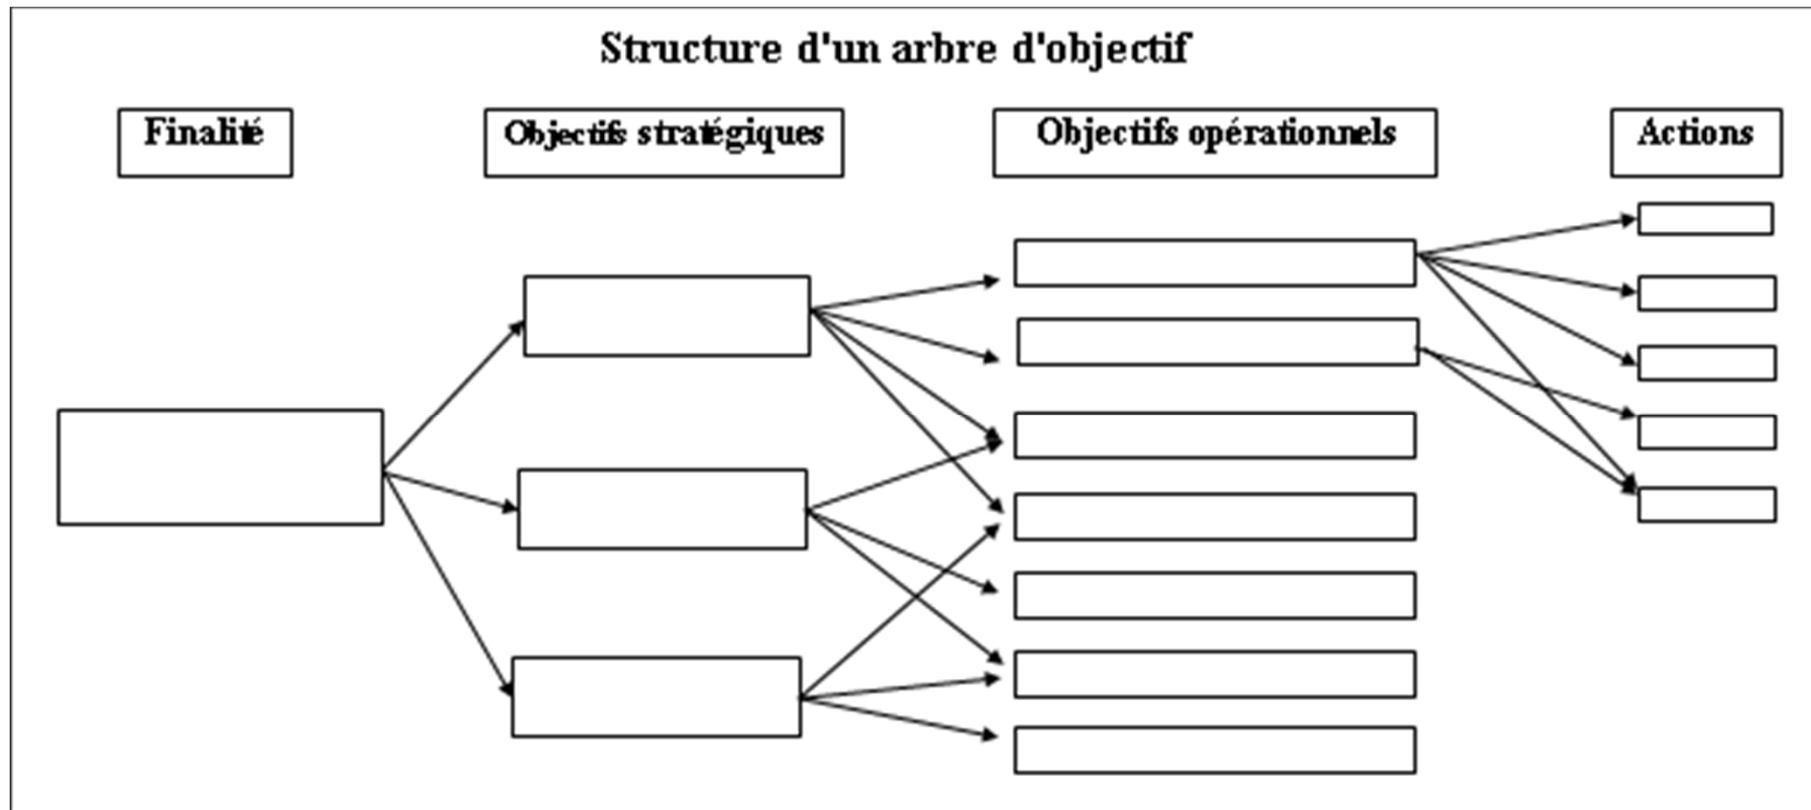 Structure d'un arbre d'objectif
Finalité
Objectifs stratégiques
Objectifs opérationnels
Actions